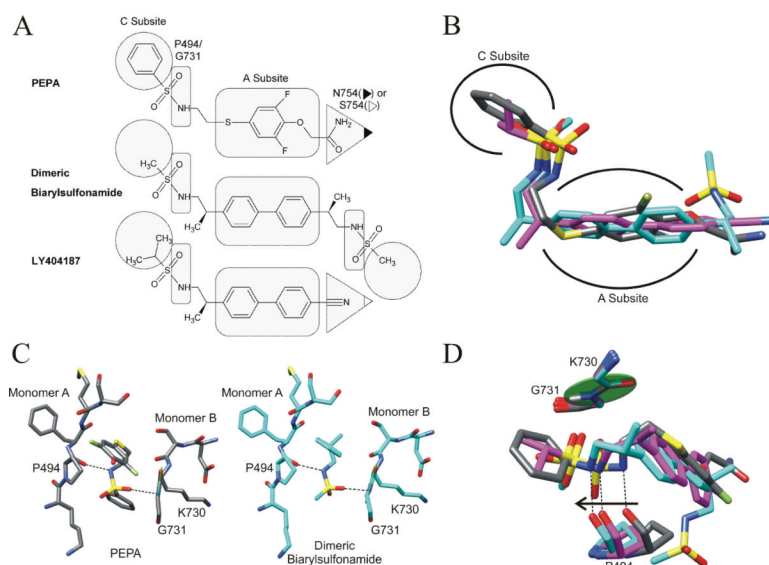 A
C Subsite
P494/
G731
PEPA
A Subsite
N754(▶) or
S754(▷)
O
S
O
NH
S
F
O
F
NH₂
O
Dimeric
Biarylsulfonamide
H₃C
O
S
O
NH
CH₃
CH₃
NH
O
S
O
CH₃
LY404187
CH₃
H₃C
O
S
O
NH
CH₃
N
B
C Subsite
A Subsite
C
Monomer A
Monomer B
P494
K730
G731
PEPA
Monomer A
Monomer B
P494
K730
G731
Dimeric
Biarylsulfonamide
D
K730
G731
P494